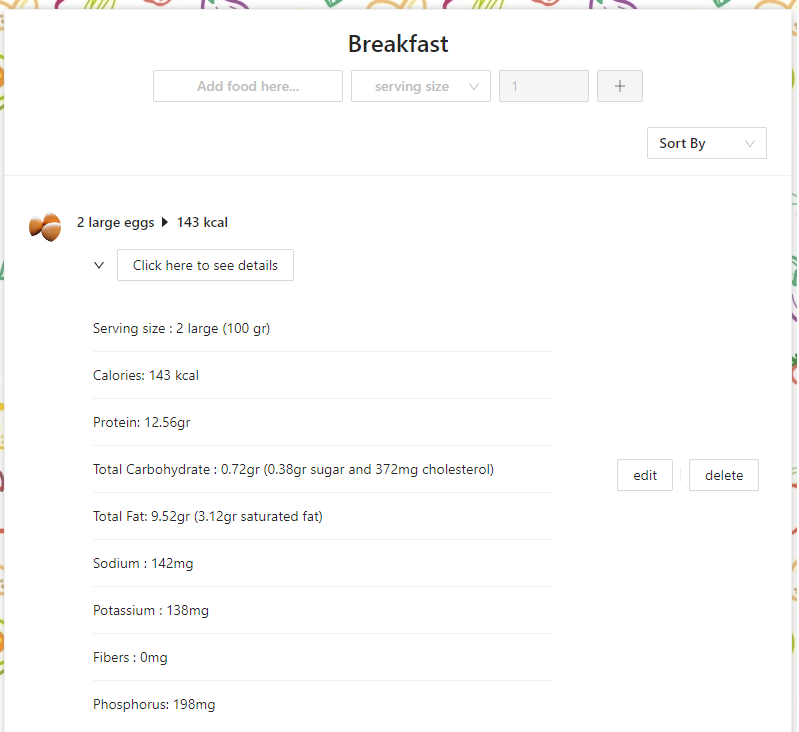 Breakfast
Add food here... serving size 1 +
Sort By
2 large eggs 143 kcal
Click here to see details
Serving size : 2 large (100 gr)
Calories: 143 kcal
Protein: 12.56gr
Total Carbohydrate : 0.72gr (0.38gr sugar and 372mg cholesterol)
edit delete
Total Fat: 9.52gr (3.12gr saturated fat)
Sodium : 142mg
Potassium : 138mg
Fibers : 0mg
Phosphorus: 198mg